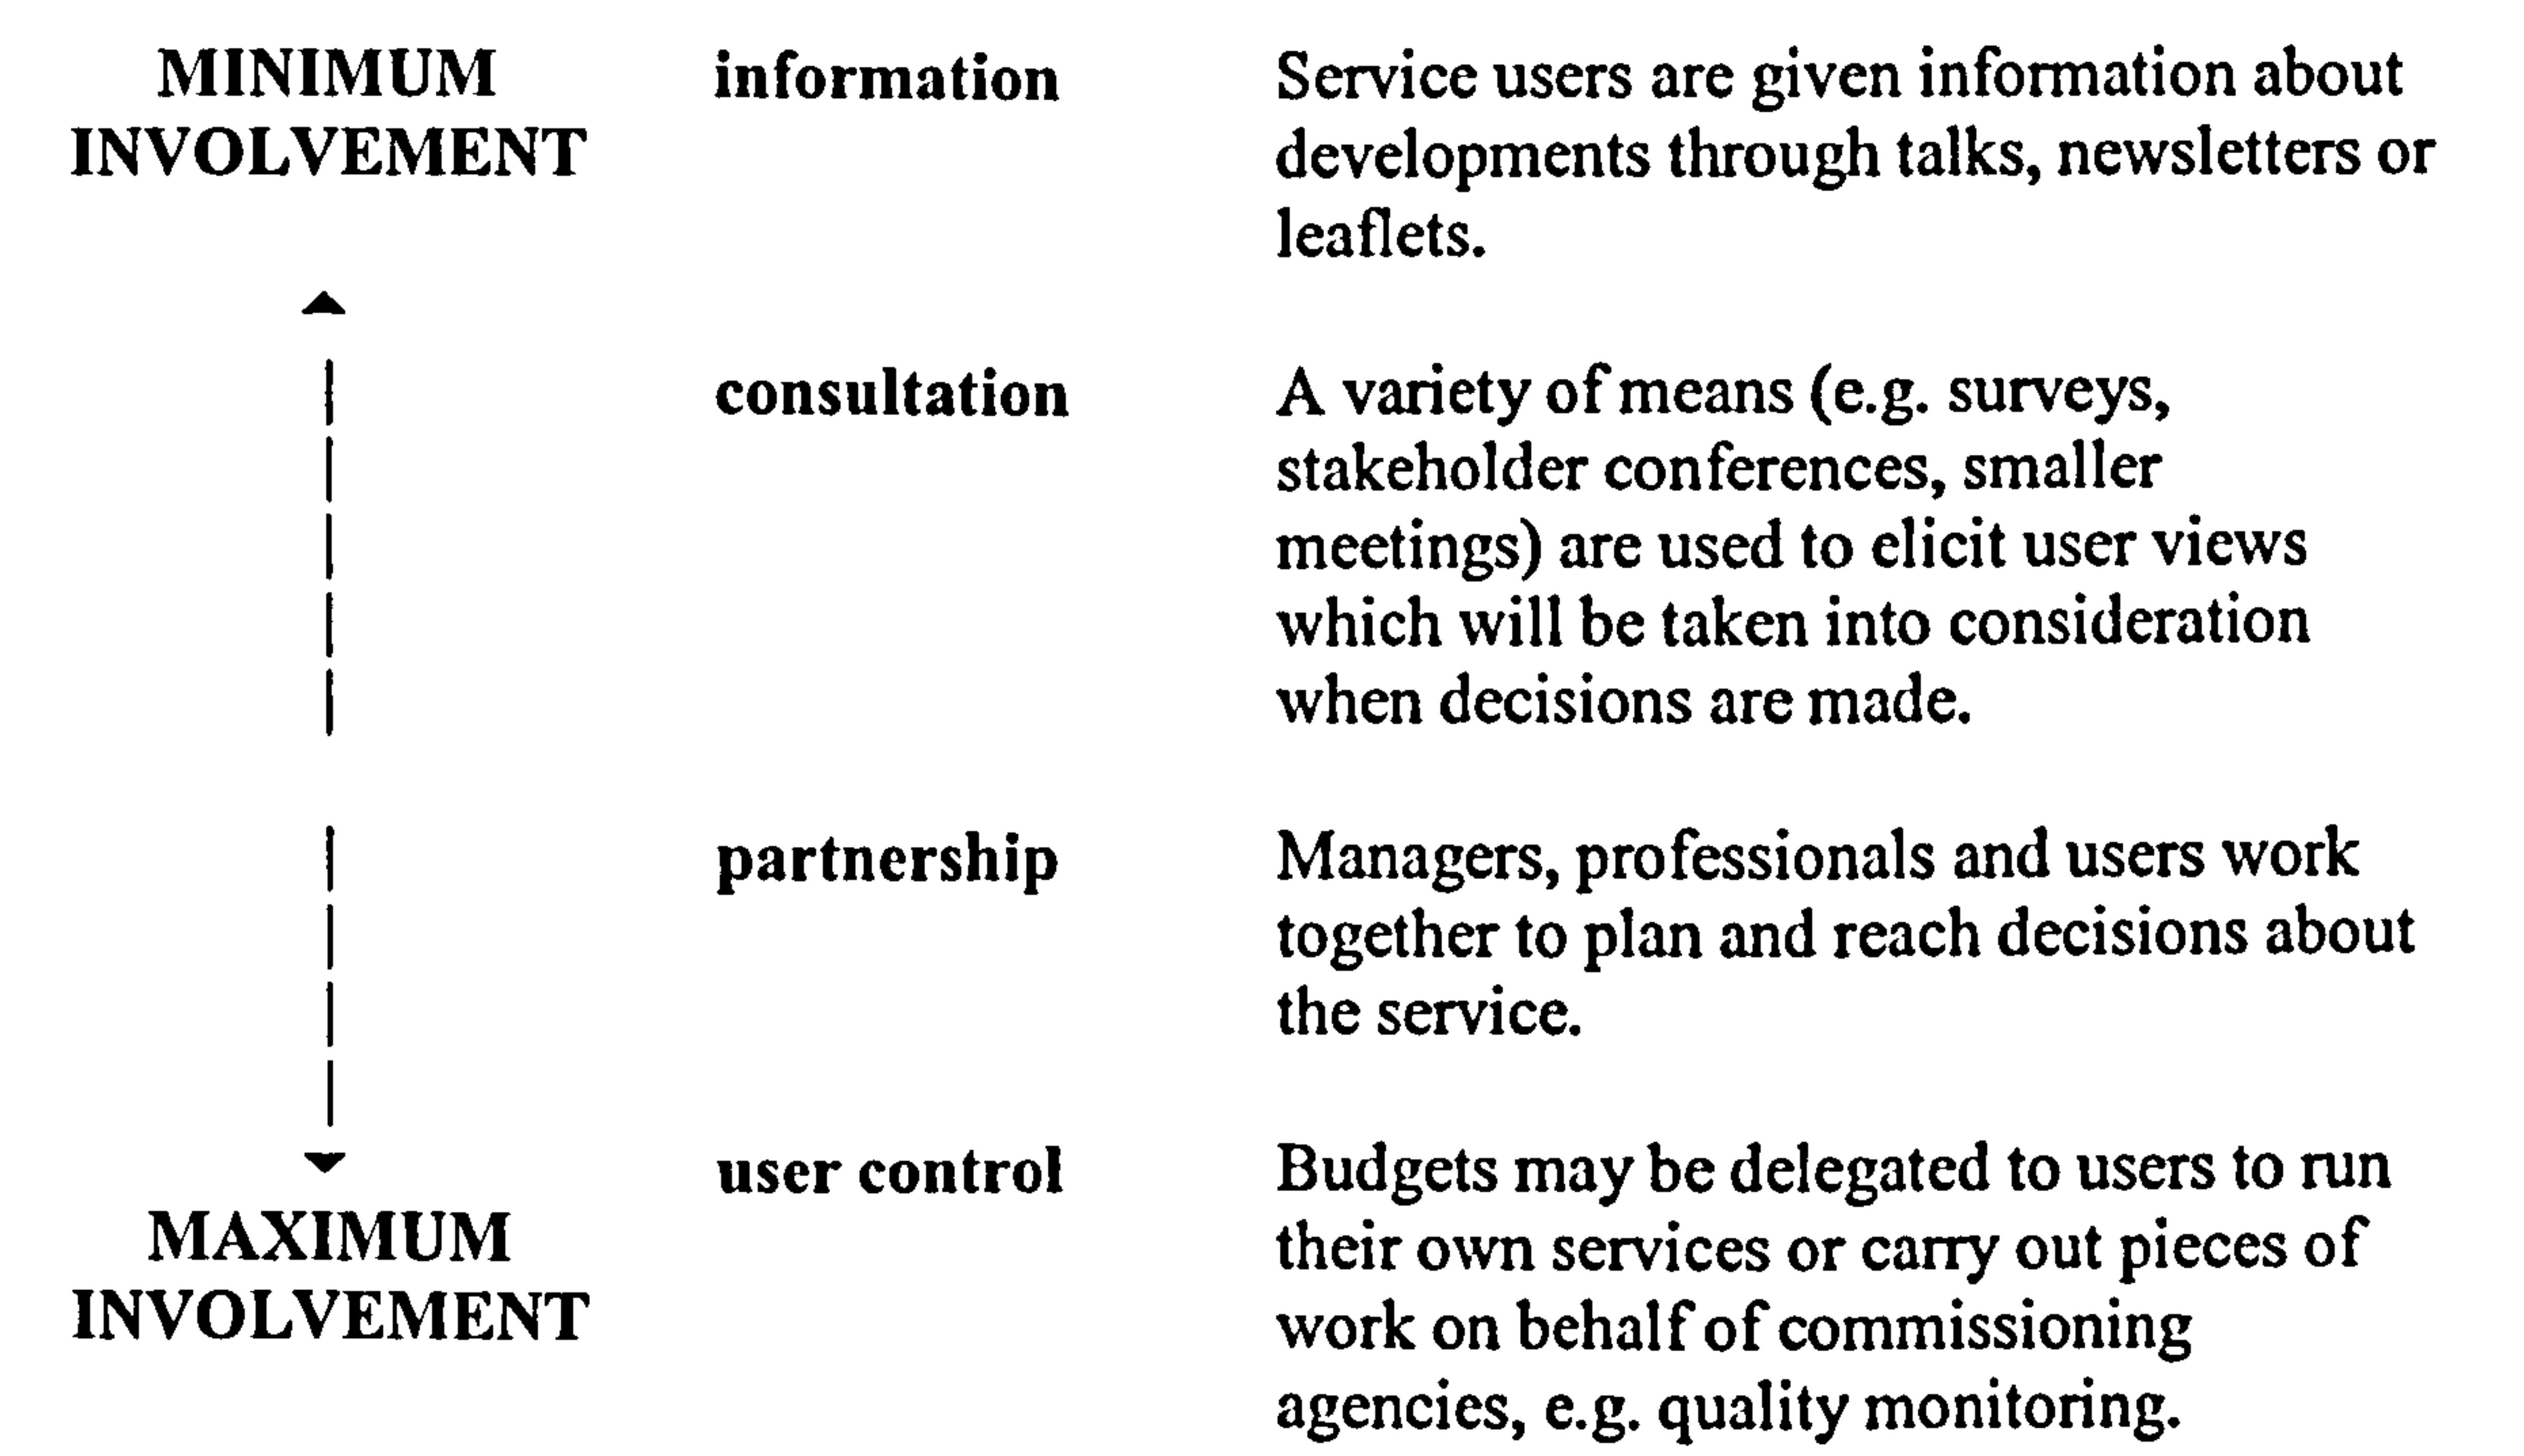 MINIMUM
INVOLVEMENT
information
Service users are given information about
developments through talks, newsletters or
leaflets.
consultation
A variety of means (e.g. surveys,
stakeholder conferences, smaller
meetings) are used to elicit user views
which will be taken into consideration
when decisions are made.
partnership
Managers, professionals and users work
together to plan and reach decisions about
the service.
user control
Budgets may be delegated to users to run
their own services or carry out pieces of
work on behalf of commissioning
agencies, e.g. quality monitoring.
MAXIMUM
INVOLVEMENT